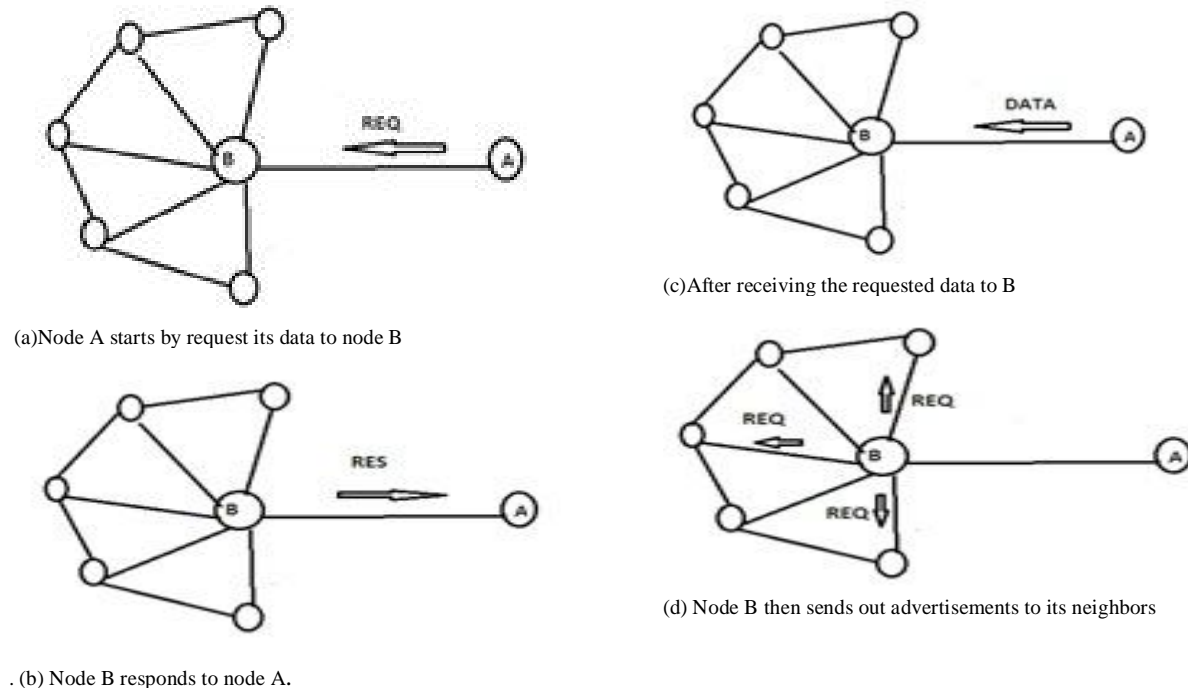 REQ
B
A
(a)Node A starts by request its data to node B
RES
B
A
. (b) Node B responds to node A.
DATA
B
A
(c)After receiving the requested data to B
REQ
REQ
B
A
REQ
(d) Node B then sends out advertisements to its neighbors